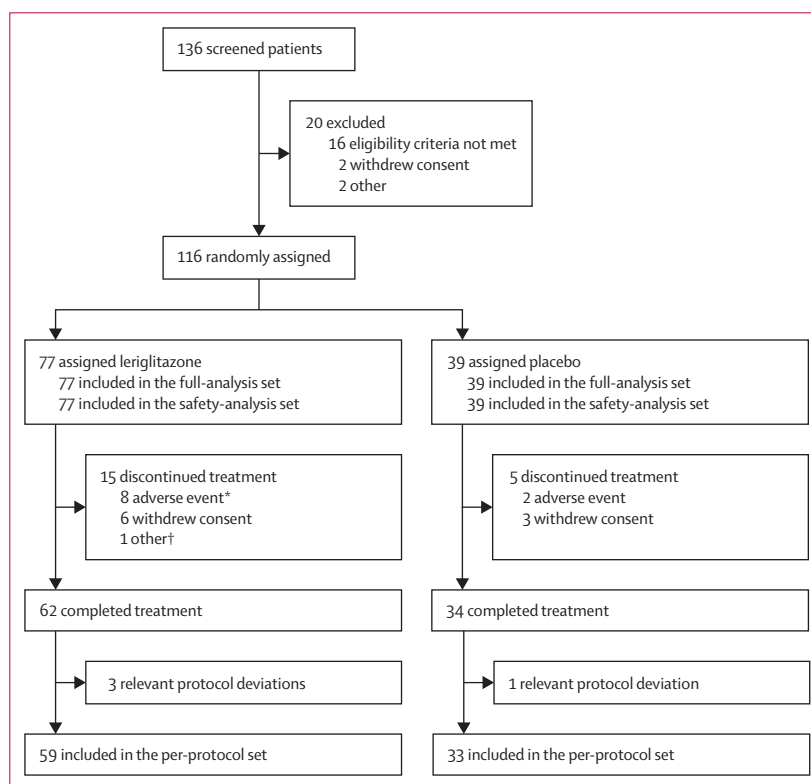 136 screened patients
20 excluded
16 eligibility criteria not met
2 withdrew consent
2 other
116 randomly assigned
77 assigned leriglitazone
77 included in the full-analysis set
77 included in the safety-analysis set
39 assigned placebo
39 included in the full-analysis set
39 included in the safety-analysis set
15 discontinued treatment
8 adverse event*
6 withdrew consent
1 other†
5 discontinued treatment
2 adverse event
3 withdrew consent
62 completed treatment
34 completed treatment
3 relevant protocol deviations
1 relevant protocol deviation
59 included in the per-protocol set
33 included in the per-protocol set